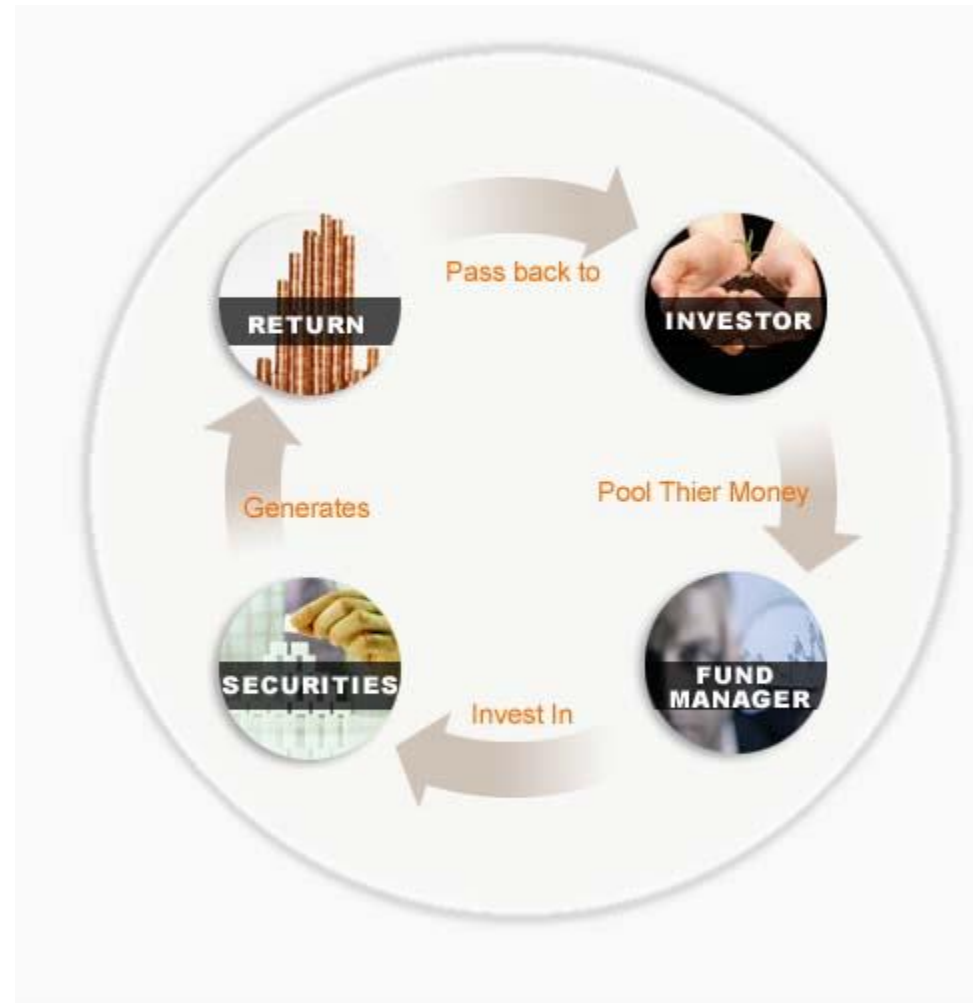 Pass back to
RETURN
INVESTOR
Generates
Pool Thier Money
SECURITIES
FUND
MANAGER
Invest In